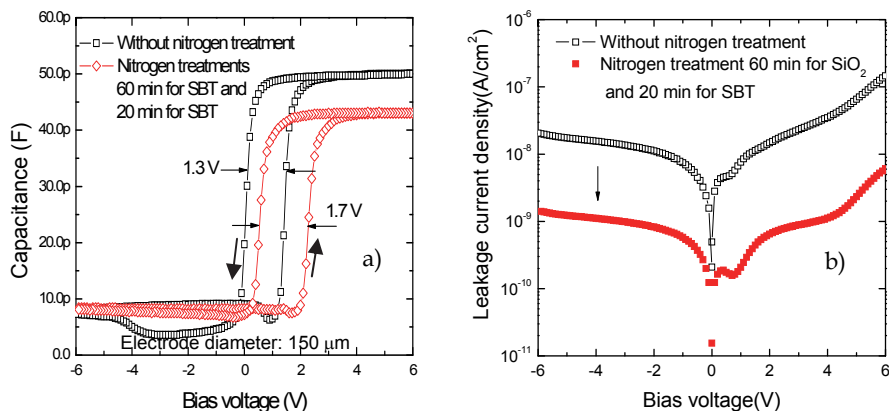 Without nitrogen treatment
Nitrogen treatments
60 min for SBT and
20 min for SBT
1.3 V
1.7 V
a)
Electrode diameter: 150 μm
60.0p
50.0p
40.0p
30.0p
20.0p
10.0p
0.0
-6 -4 -2 0 2 4 6
Capacitance (F)
Bias voltage (V)
Without nitrogen treatment
Nitrogen treatment 60 min for SiO2
and 20 min for SBT
b)
10^-6
10^-7
10^-8
10^-9
10^-10
10^-11
-6 -4 -2 0 2 4 6
Leakage current density(A/cm^2)
Bias voltage(V)